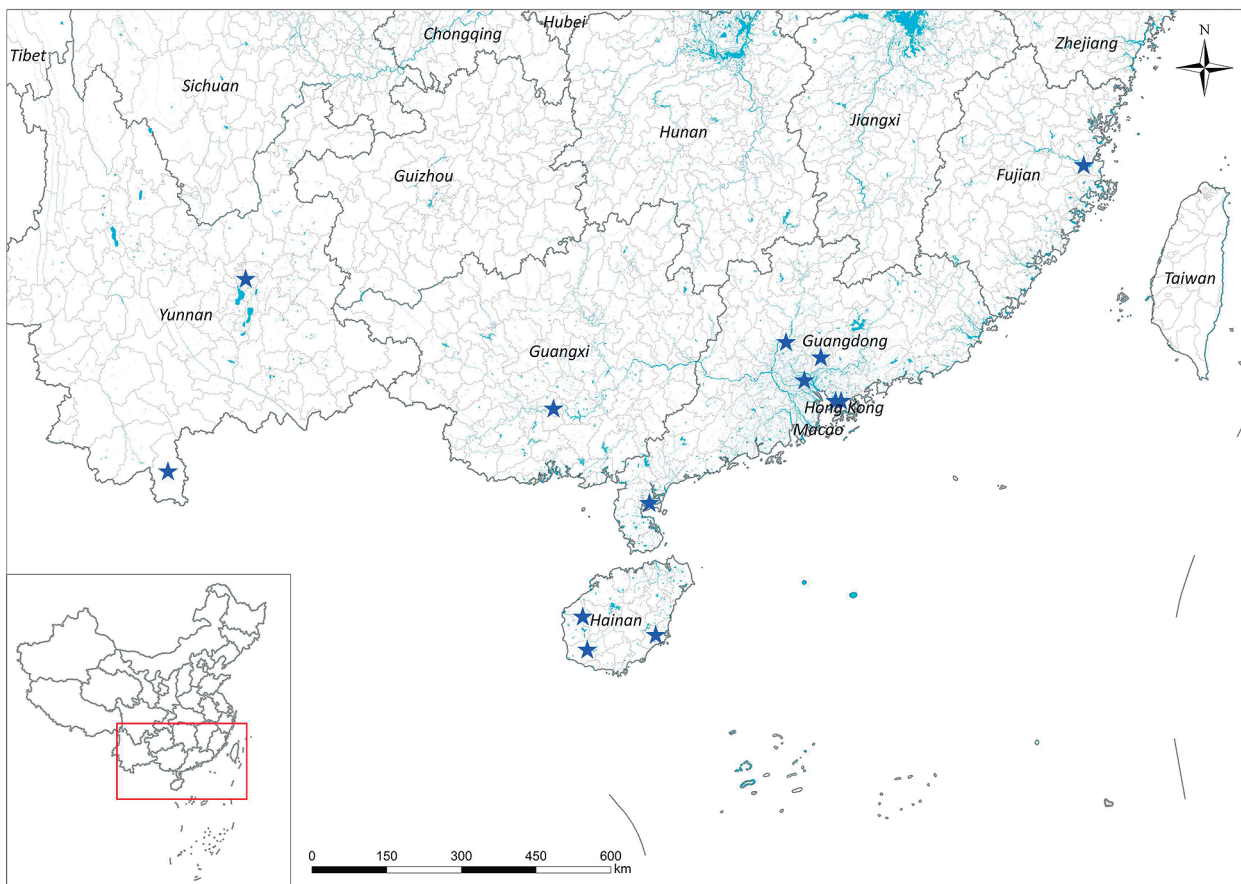 Hubei
Chongqing
Zhejiang
Tibet
Sichuan
N
Hunan
Jiangxi
Guizhou
Fujian
Taiwan
Yunnan
Guangxi
Guangdong
Hong Kong
Macao
Hainan
0 150 300 450 600
km